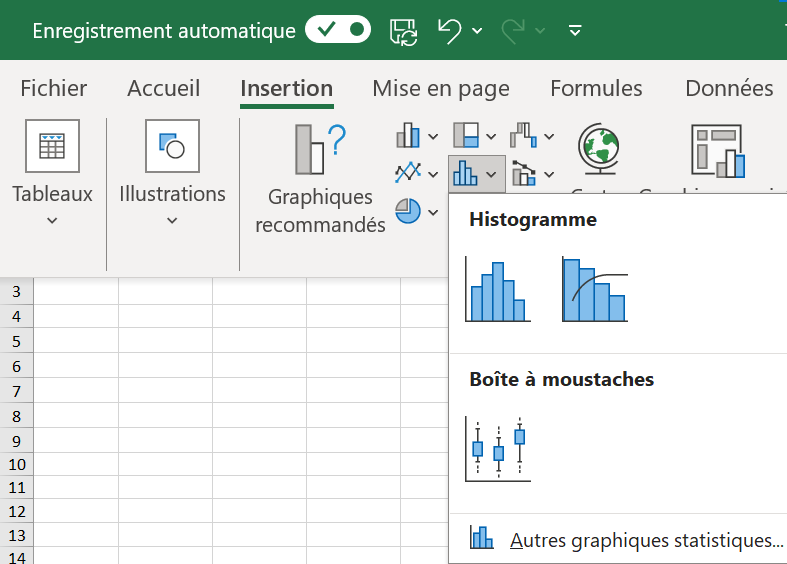 Enregistrement automatique
Fichier Accueil Insertion Mise en page Formules Données
Tableaux
Illustrations
Graphiques
recommandés
Histogramme
Boîte à moustaches
Autres graphiques statistiques...
3
4
5
6
7
8
9
10
11
12
13
14